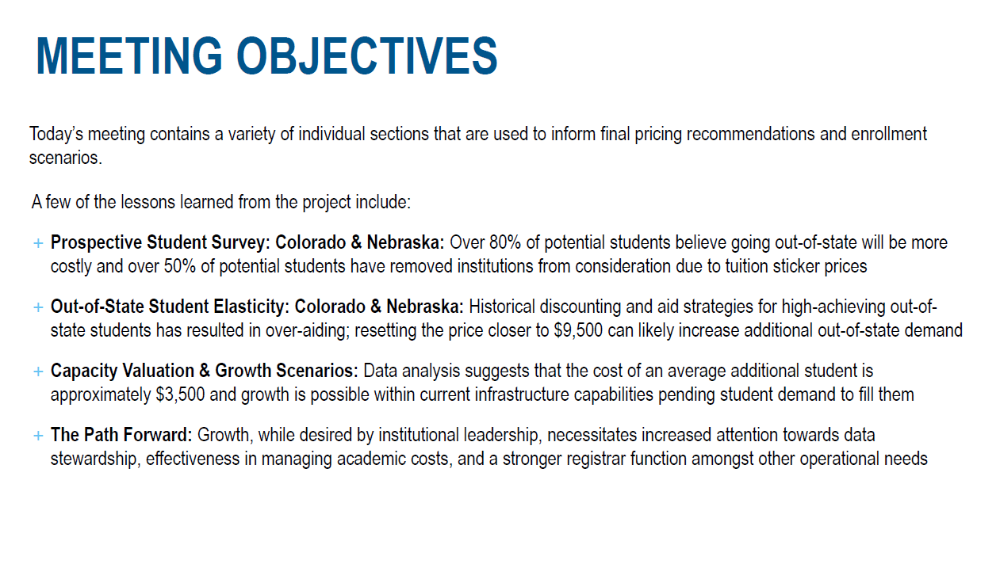 MEETING OBJECTIVES
Today’s meeting contains a variety of individual sections that are used to inform final pricing recommendations and enrollment
scenarios.
A few of the lessons learned from the project include:
+ Prospective Student Survey: Colorado & Nebraska: Over 80% of potential students believe going out-of-state will be more
costly and over 50% of potential students have removed institutions from consideration due to tuition sticker prices
+ Out-of-State Student Elasticity: Colorado & Nebraska: Historical discounting and aid strategies for high-achieving out-of-
state students has resulted in over-aiding; resetting the price closer to $9,500 can likely increase additional out-of-state demand
+ Capacity Valuation & Growth Scenarios: Data analysis suggests that the cost of an average additional student is
approximately $3,500 and growth is possible within current infrastructure capabilities pending student demand to fill them
+ The Path Forward: Growth, while desired by institutional leadership, necessitates increased attention towards data
stewardship, effectiveness in managing academic costs, and a stronger registrar function amongst other operational needs